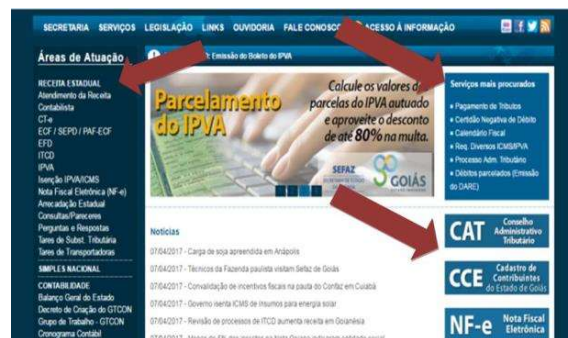 SECRETARIA SERVIÇOS LEGISLAÇÃO LINKS OUVIDORIA FALE CONOSCO ACESSO À INFORMAÇÃO
Áreas de Atuação
Emissão do Boleto do IPVA
RECEITA ESTADUAL
Atendimento da Receita
Contabilista
CT-e
ECF / SEPD / PAF-ECF
EFD
ITCD
IPVA
Isenção IPVA/ICMS
Nota Fiscal Eletrônica (NF-e)
Arrecadação Estadual
Consultas/Pareceres
Perguntas e Respostas
Tares de Subst. Tributária
Tares de Transportadoras
SIMPLES NACIONAL
CONTABILIDADE
Balanço Geral do Estado
Decreto de Criação do GTCON
Grupo de Trabalho - GTCON
Cronograma Contábil
Parcelamento
do IPVA
Calcule os valores da
parcelas do IPVA autuado
e aproveite o desconto
de até 80% na multa.
SEFAZ
GOIÁS
Notícias
07/04/2017 - Carga de soja apreendida em Anápolis
07/04/2017 - Técnicos da Fazenda paulista visitam Sefaz de Goiás
07/04/2017 - Convalidação de incentivos fiscais na pauta do Confaz em Cuiabá
07/04/2017 - Governo isenta ICMS de insumos para energia solar
07/04/2017 - Revisão de processos de ITCD aumenta receita em Goianésia
Serviços mais procurados
Pagamento de Tributos
Certidão Negativa de Débito
Calendário Fiscal
Req. Diversos ICMS/IPVA
Processo Adm. Tributário
Débitos parcelados (Emissão
do DARE)
CAT Conselho
Administrativo
Tributário
CCE Cadastro de
Contribuintes
do Estado de Goiás
NF-e Nota Fiscal
Eletrônica